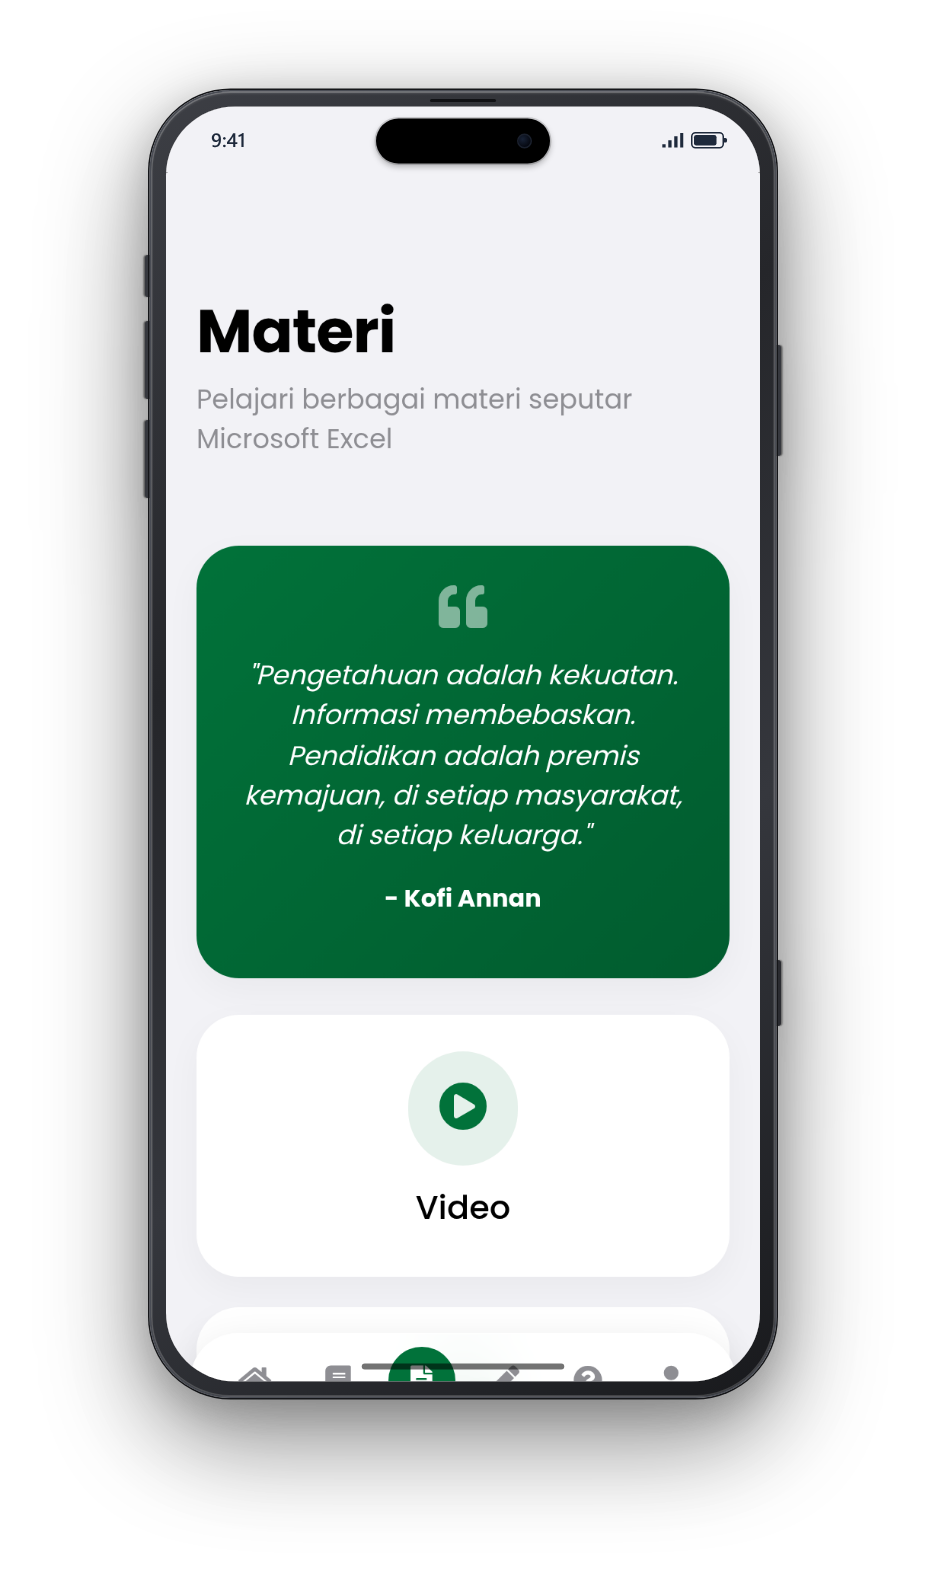 9:41
Materi
Pelajari berbagai materi seputar
Microsoft Excel
"Pengetahuan adalah kekuatan.
Informasi membebaskan.
Pendidikan adalah premis
kemajuan, di setiap masyarakat,
di setiap keluarga."
- Kofi Annan
Video